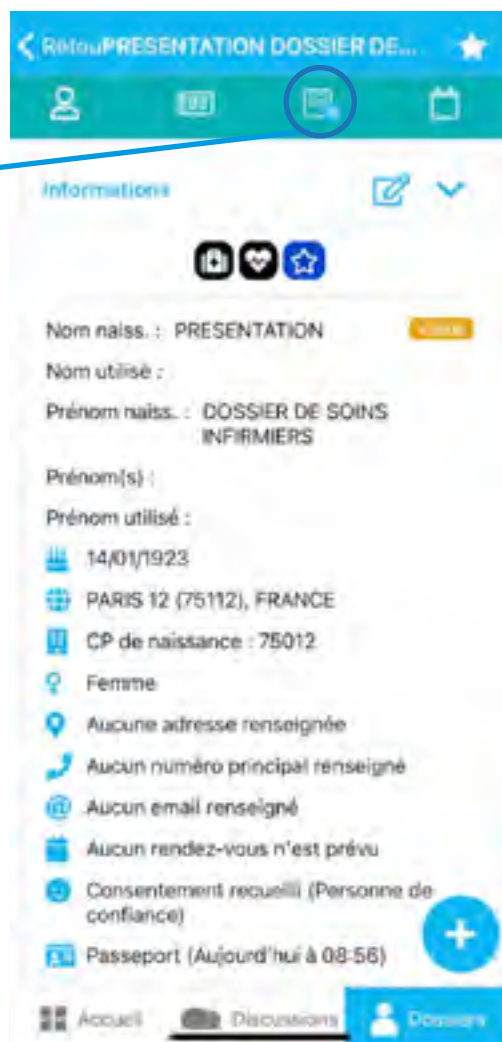 RetouPRESENTATION DOSSIER DE...
Informations
Nom naiss. : PRESENTATION
Nom utilisé :
Prénom naiss. : DOSSIER DE SOINS
INFIRMIERS
Prénom(s) :
Prénom utilisé :
14/01/1923
PARIS 12 (75112), FRANCE
CP de naissance : 75012
Femme
Aucune adresse renseignée
Aucun numéro principal renseigné
Aucun email renseigné
Aucun rendez-vous n'est prévu
Consentement recueilli (Personne de
confiance)
Passeport (Aujourd'hui à 08:56)
Accueil Discussions Dossiers